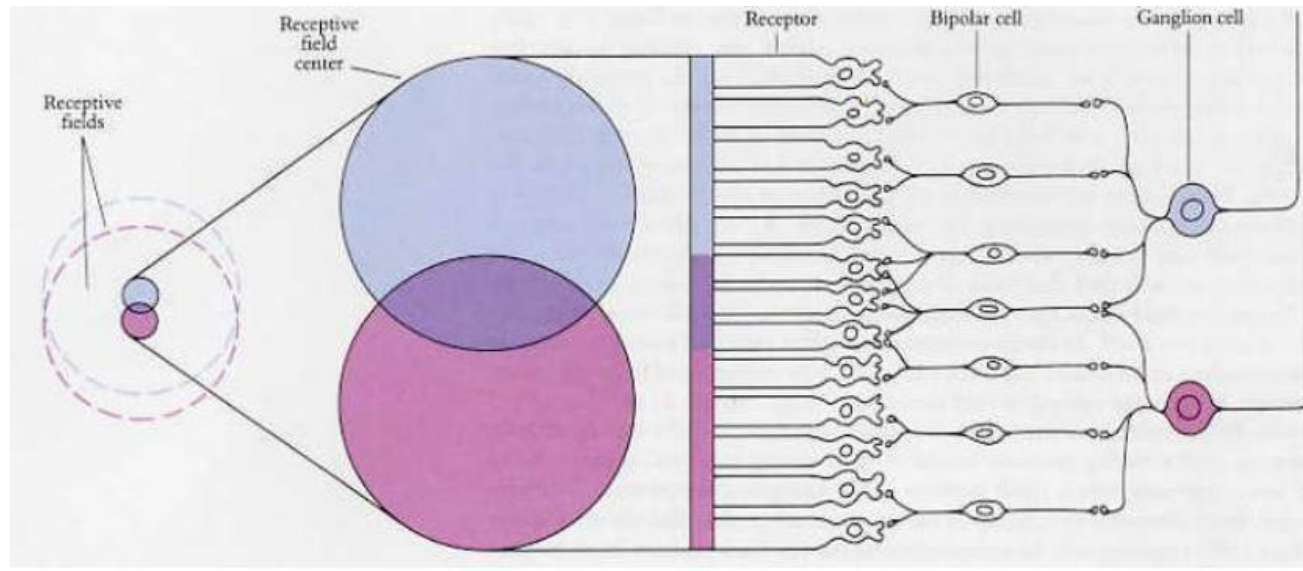 Receptive
field
center
Receptor
Bipolar cell
Ganglion cell
Receptive
fields